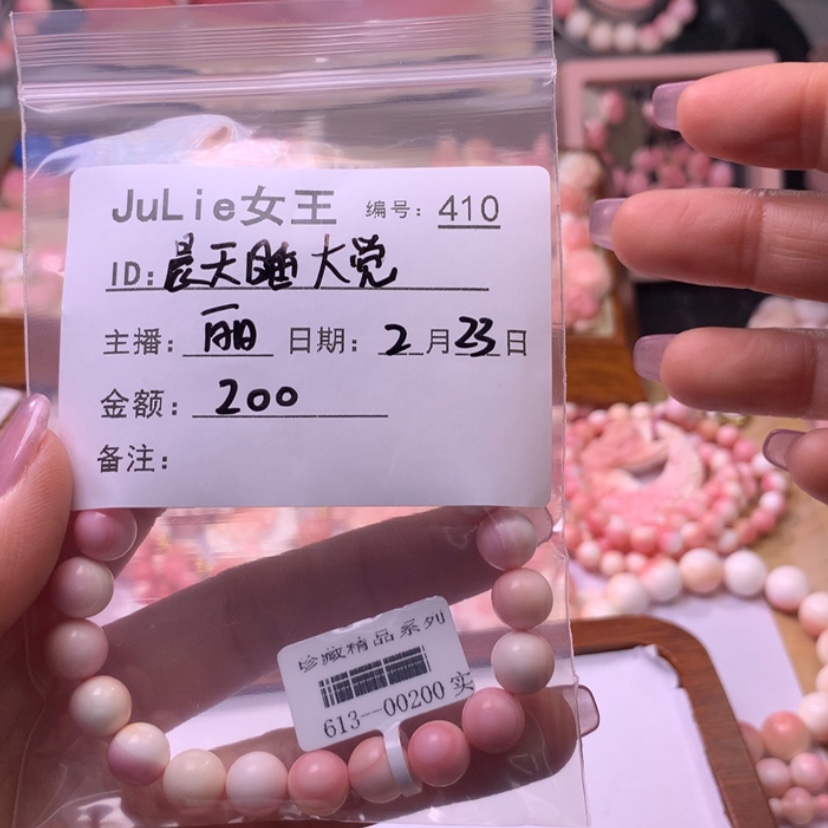 JuLie女王 编号: 410
ID: 晨天睡大觉
主播: 丽 日期: 2月23日
金额: 200
备注:
珍藏精品系列
613--00200 实